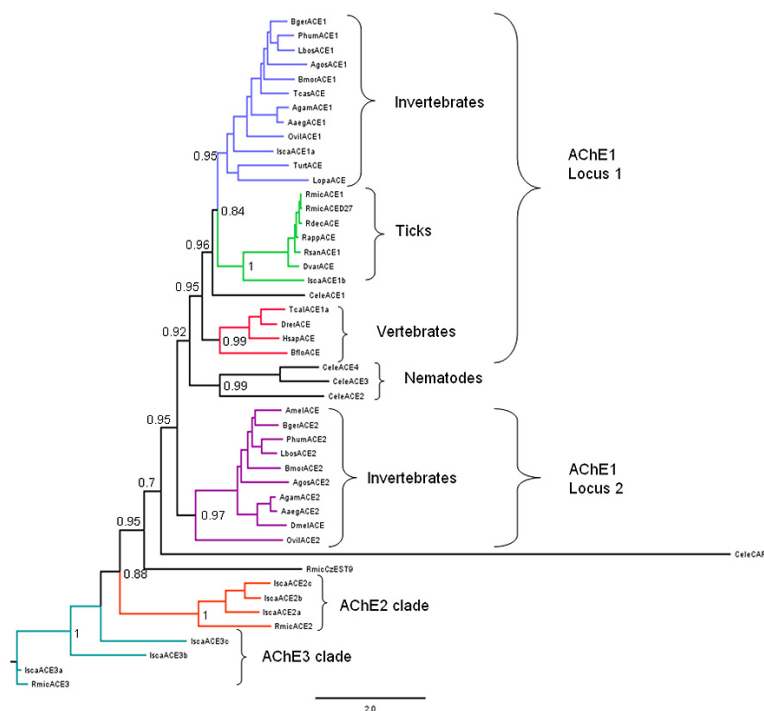 BgerACE1
PhumACE1
LbosACE1
AgosACE1
BmorACE1
TcasACE
AgamACE1
AaegACE1
OvilACE1
IscaACE1a
TurtACE
LopaACE
0.95
Invertebrates
AChE1
Locus 1
RmicACE1
RmicACED27
RdecACE
RappACE
RsanACE1
DvarACE
IscaACE1b
0.84
1
Ticks
0.96
CeleACE1
0.95
TcalACE1a
DrerACE
HsapACE
BfloACE
0.99
Vertebrates
0.92
CeleACE4
CeleACE3
CeleACE2
0.99
Nematodes
0.95
AmelACE
BgerACE2
PhumACE2
LbosACE2
BmorACE2
AgosACE2
AgamACE2
AaegACE2
DmelACE
OvilACE2
0.97
Invertebrates
AChE1
Locus 2
0.7
CeleCAF
0.95
RmicCzEST9
0.88
IscaACE2c
IscaACE2b
IscaACE2a
RmicACE2
1
AChE2 clade
IscaACE3c
IscaACE3b
1
AChE3 clade
IscaACE3a
RmicACE3
2.0